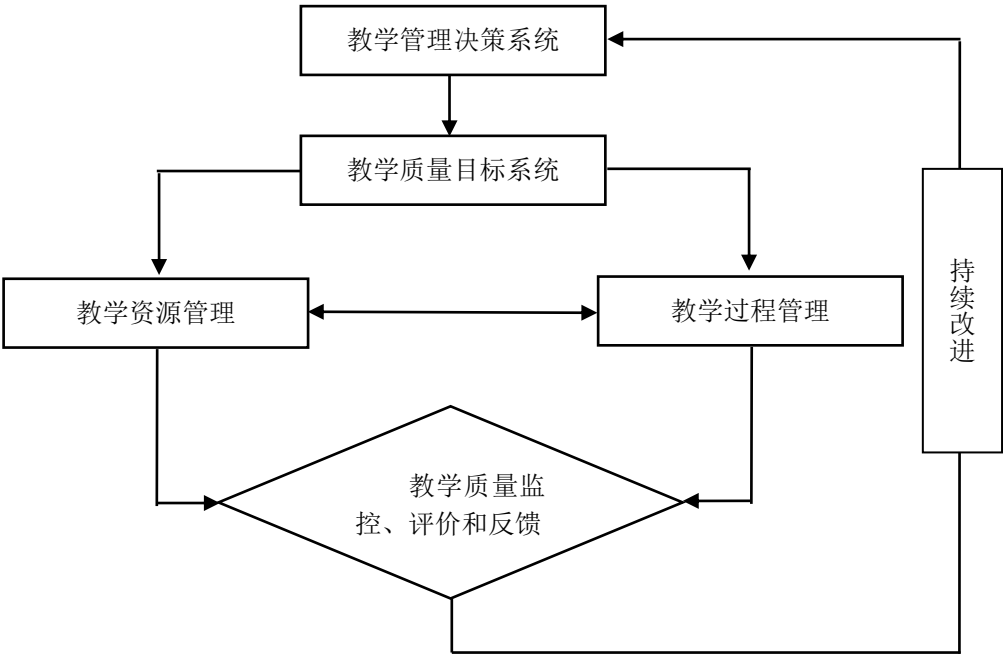 教学管理决策系统
教学质量目标系统
教学资源管理
教学过程管理
持续改进
教学质量监
控、评价和反馈